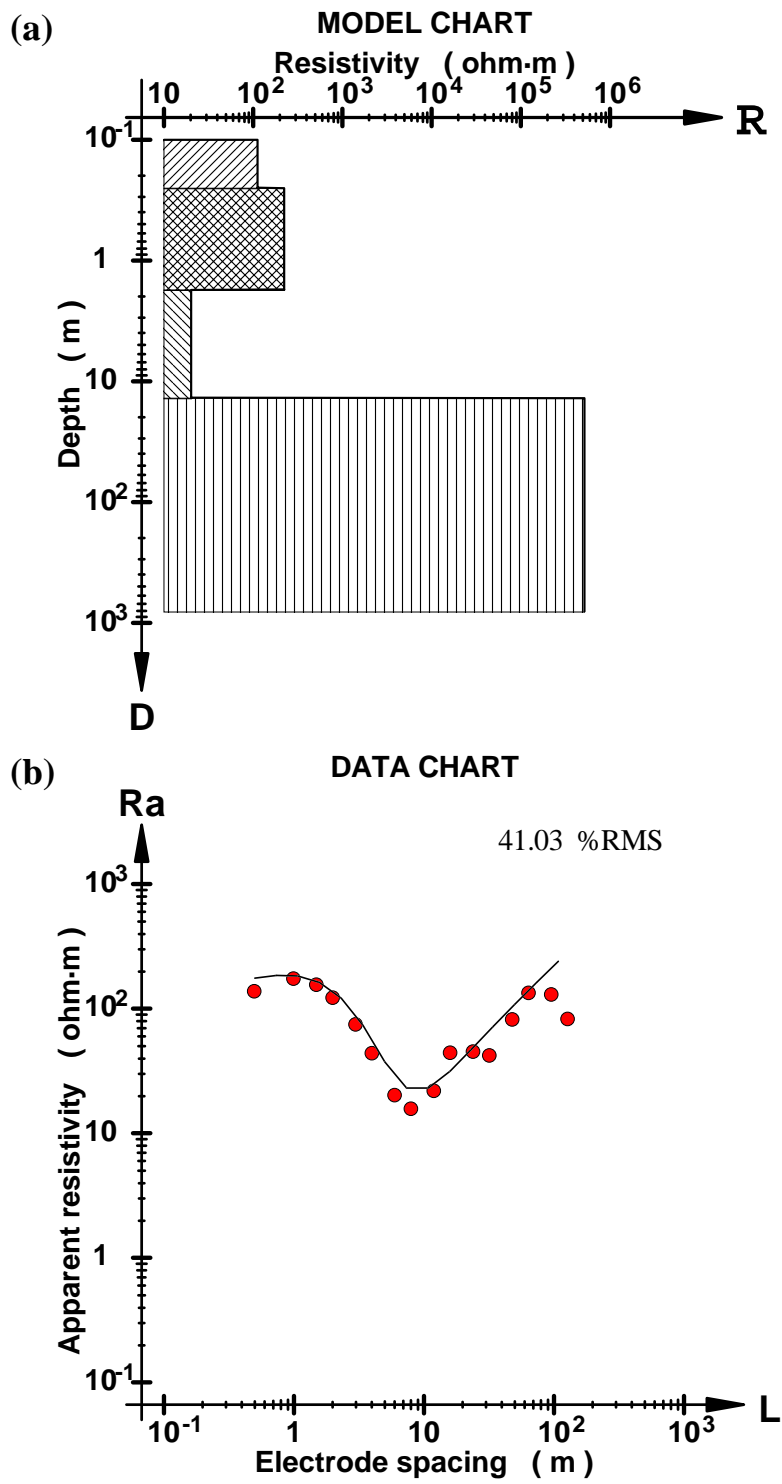 (a) MODEL CHART
Resistivity ( ohm·m )
10 10² 10³ 10⁴ 10⁵ 10⁶
R
10⁻¹
1
10
10²
10³
Depth ( m )
D
(b) DATA CHART
Ra
41.03 %RMS
10³
10²
10
1
10⁻¹
Apparent resistivity ( ohm·m )
10⁻¹ 1 10 10² 10³
L
Electrode spacing ( m )